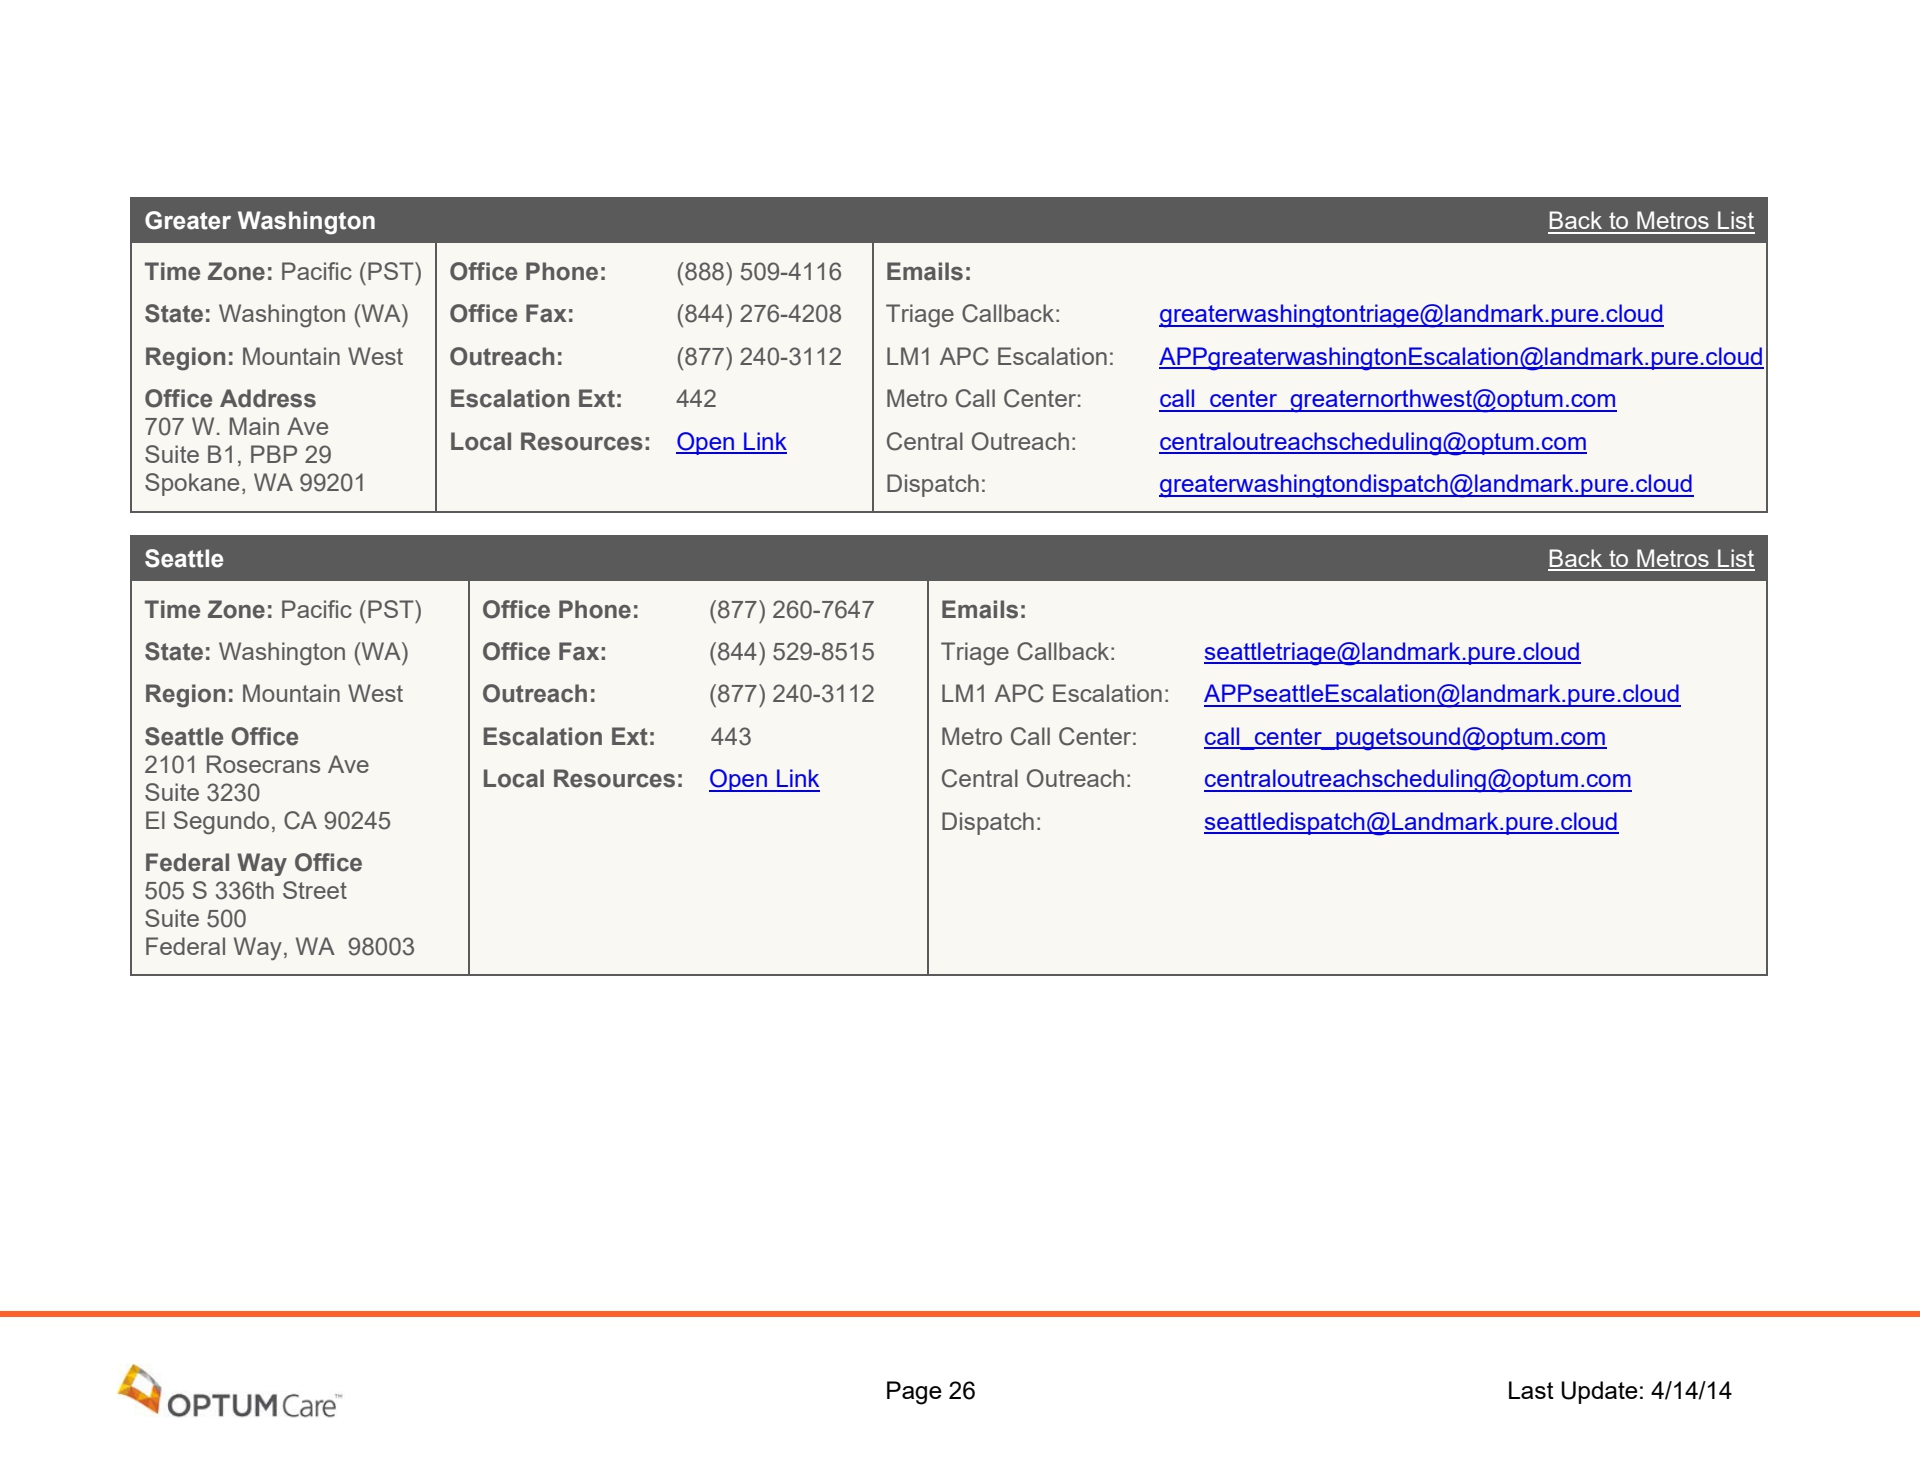 Greater Washington Back to Metros List
Time Zone: Pacific (PST)
State: Washington (WA)
Region: Mountain West
Office Address
707 W. Main Ave
Suite B1, PBP 29
Spokane, WA 99201
Office Phone: (888) 509-4116
Office Fax: (844) 276-4208
Outreach: (877) 240-3112
Escalation Ext: 442
Local Resources: Open Link
Emails:
Triage Callback: greaterwashingtontriage@landmark.pure.cloud
LM1 APC Escalation: APPgreaterwashingtonEscalation@landmark.pure.cloud
Metro Call Center: call_center_greaternorthwest@optum.com
Central Outreach: centraloutreachscheduling@optum.com
Dispatch: greaterwashingtondispatch@landmark.pure.cloud
Seattle Back to Metros List
Time Zone: Pacific (PST)
State: Washington (WA)
Region: Mountain West
Seattle Office
2101 Rosecrans Ave
Suite 3230
El Segundo, CA 90245
Federal Way Office
505 S 336th Street
Suite 500
Federal Way, WA 98003
Office Phone: (877) 260-7647
Office Fax: (844) 529-8515
Outreach: (877) 240-3112
Escalation Ext: 443
Local Resources: Open Link
Emails:
Triage Callback: seattletriage@landmark.pure.cloud
LM1 APC Escalation: APPseattleEscalation@landmark.pure.cloud
Metro Call Center: call_center_pugetsound@optum.com
Central Outreach: centraloutreachscheduling@optum.com
Dispatch: seattledispatch@Landmark.pure.cloud
OPTUM Care™ Page 26 Last Update: 4/14/14